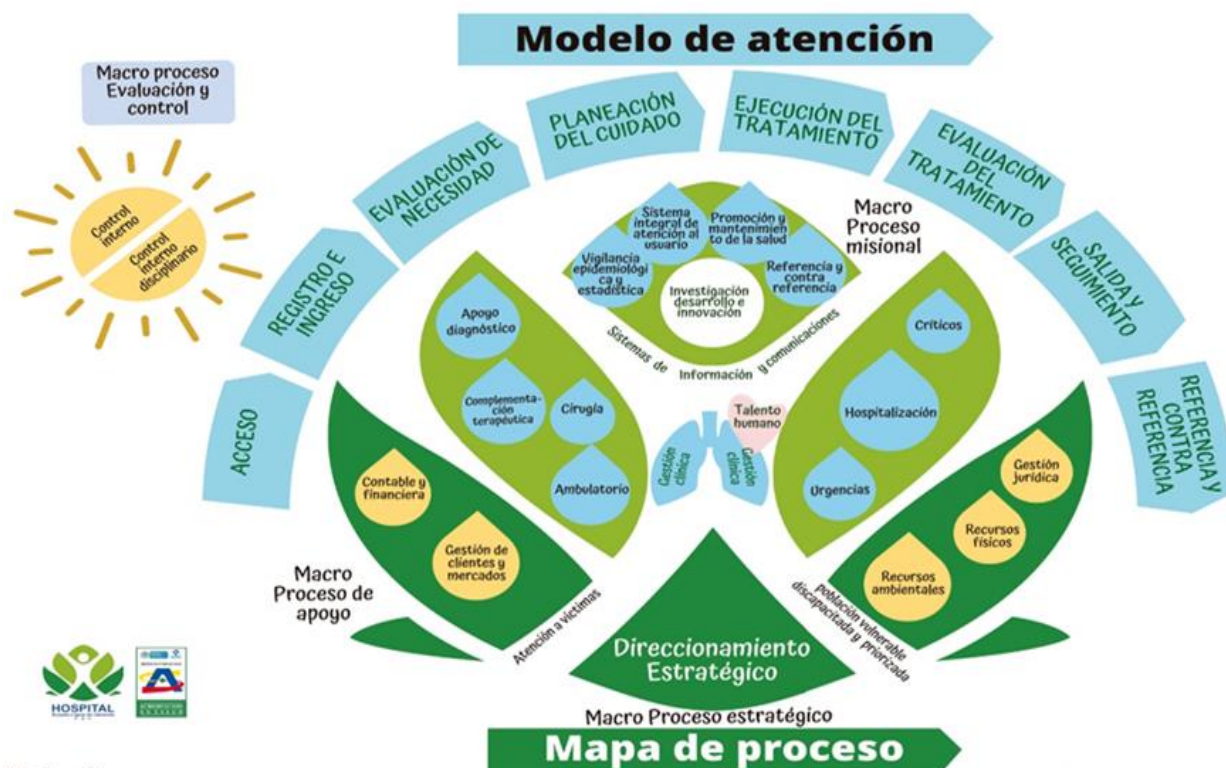 Modelo de atención
Macro proceso
Evaluación y
control
Control
interno
Control
interno
disciplinario
ACCESO
REGISTRO E
INGRESO
EVALUACIÓN DE
NECESIDAD
PLANEACIÓN
DEL CUIDADO
EJECUCIÓN DEL
TRATAMIENTO
EVALUACIÓN
DEL
TRATAMIENTO
SALIDA Y
SEGUIMIENTO
REFERENCIA Y
CONTRA
REFERENCIA
Macro
Proceso
misional
Sistema
integral de
atención al
usuario
Promoción y
mantenimien
to de la salud
Vigilancia
epidemiológi
ca y
estadística
Referencia y
contra
referencia
Investigación
desarrollo e
innovación
Sistemas de Información y comunicaciones
Apoyo
diagnóstico
Complementa-
ción
terapéutica
Cirugía
Ambulatorio
Críticos
Hospitalización
Urgencias
Talento
humano
Gestión
clínica
Gestión
clínica
Contable y
financiera
Gestión de
clientes y
mercados
Gestión
jurídica
Recursos
físicos
Recursos
ambientales
Macro
Proceso de
apoyo
Atención a víctimas
población vulnerable
discapacitada y priorizada
Direccionamiento
Estratégico
Macro Proceso estratégico
Mapa de proceso
HOSPITAL